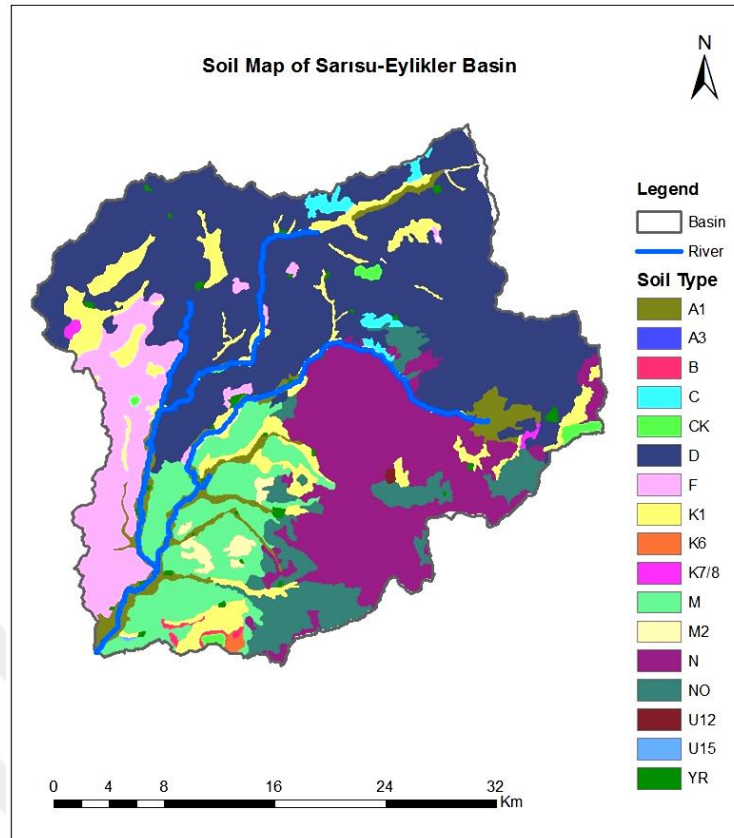 Soil Map of Sarısu-Eylikler Basin
N
Legend
Basin
River
Soil Type
A1
A3
B
C
CK
D
F
K1
K6
K7/8
M
M2
N
NO
U12
U15
YR
0 4 8 16 24 32
Km